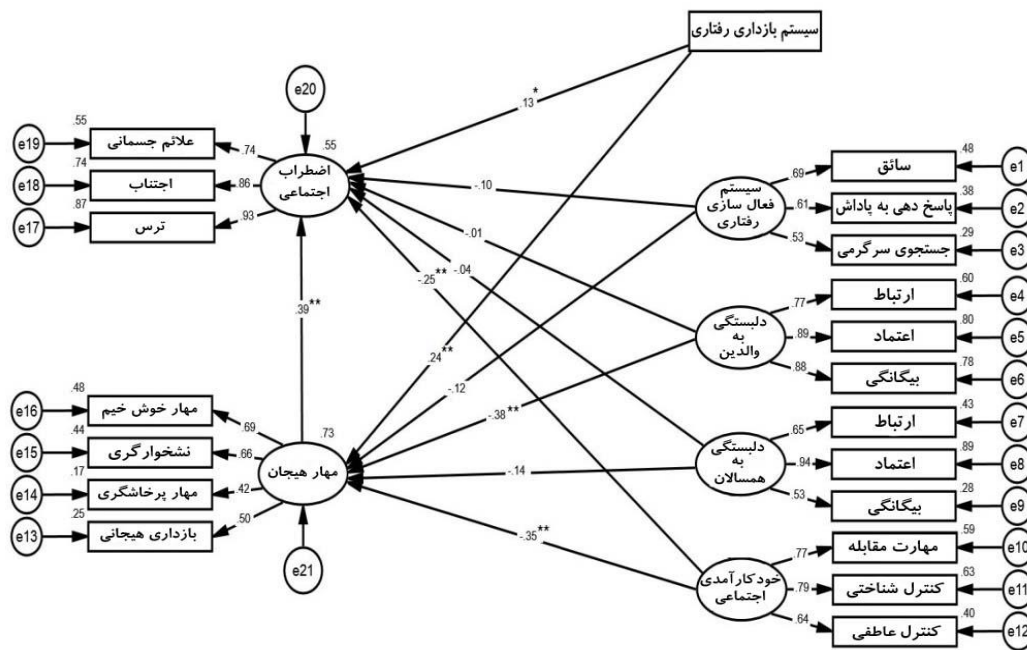 سیستم بازداری رفتاری
e20
.13*
.55
e19
علائم جسمانی
.74
.55
اضطراب
اجتماعی
.74
e18
اجتناب
.86
.87
e17
ترس
.93
-.10
-.01
-.04
-.25**
.39**
سیستم
فعال سازی
رفتاری
.69
سائق
.48
e1
.61
پاسخ دهی به پاداش
.38
e2
.53
جستجوی سرگرمی
.29
e3
دلبستگی
به
والدین
.77
ارتباط
.60
e4
.89
اعتماد
.80
e5
.88
بیگانگی
.78
e6
.24**
-.12
-.38**
-.14
-.35**
.48
e16
مهار خوش خیم
.69
.73
مهار هیجان
.44
e15
نشخوارگری
.66
.17
e14
مهار پرخاشگری
.42
.25
e13
بازداری هیجانی
.50
e21
دلبستگی
به
همسالان
.65
ارتباط
.43
e7
.94
اعتماد
.89
e8
.53
بیگانگی
.28
e9
خودکارآمدی
اجتماعی
.77
مهارت مقابله
.59
e10
.79
کنترل شناختی
.63
e11
.64
کنترل عاطفی
.40
e12